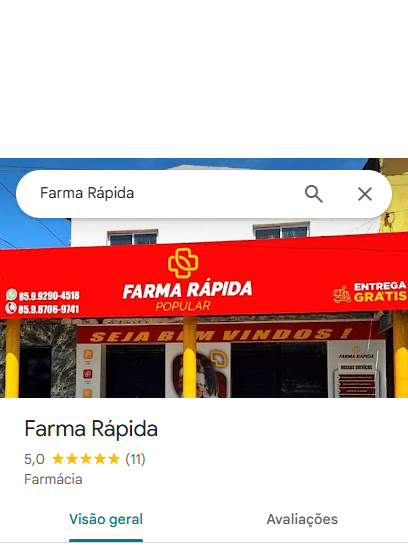 Farma Rápida
FARMA RÁPIDA
POPULAR
85.9.9290-4518
85.9.8706-9741
ENTREGA
GRÁTIS
SEJA BEM VINDOS !
FARMA RÁPIDA
NOSSOS SERVIÇOS
Farma Rápida
5,0 (11)
Farmácia
Visão geral
Avaliações